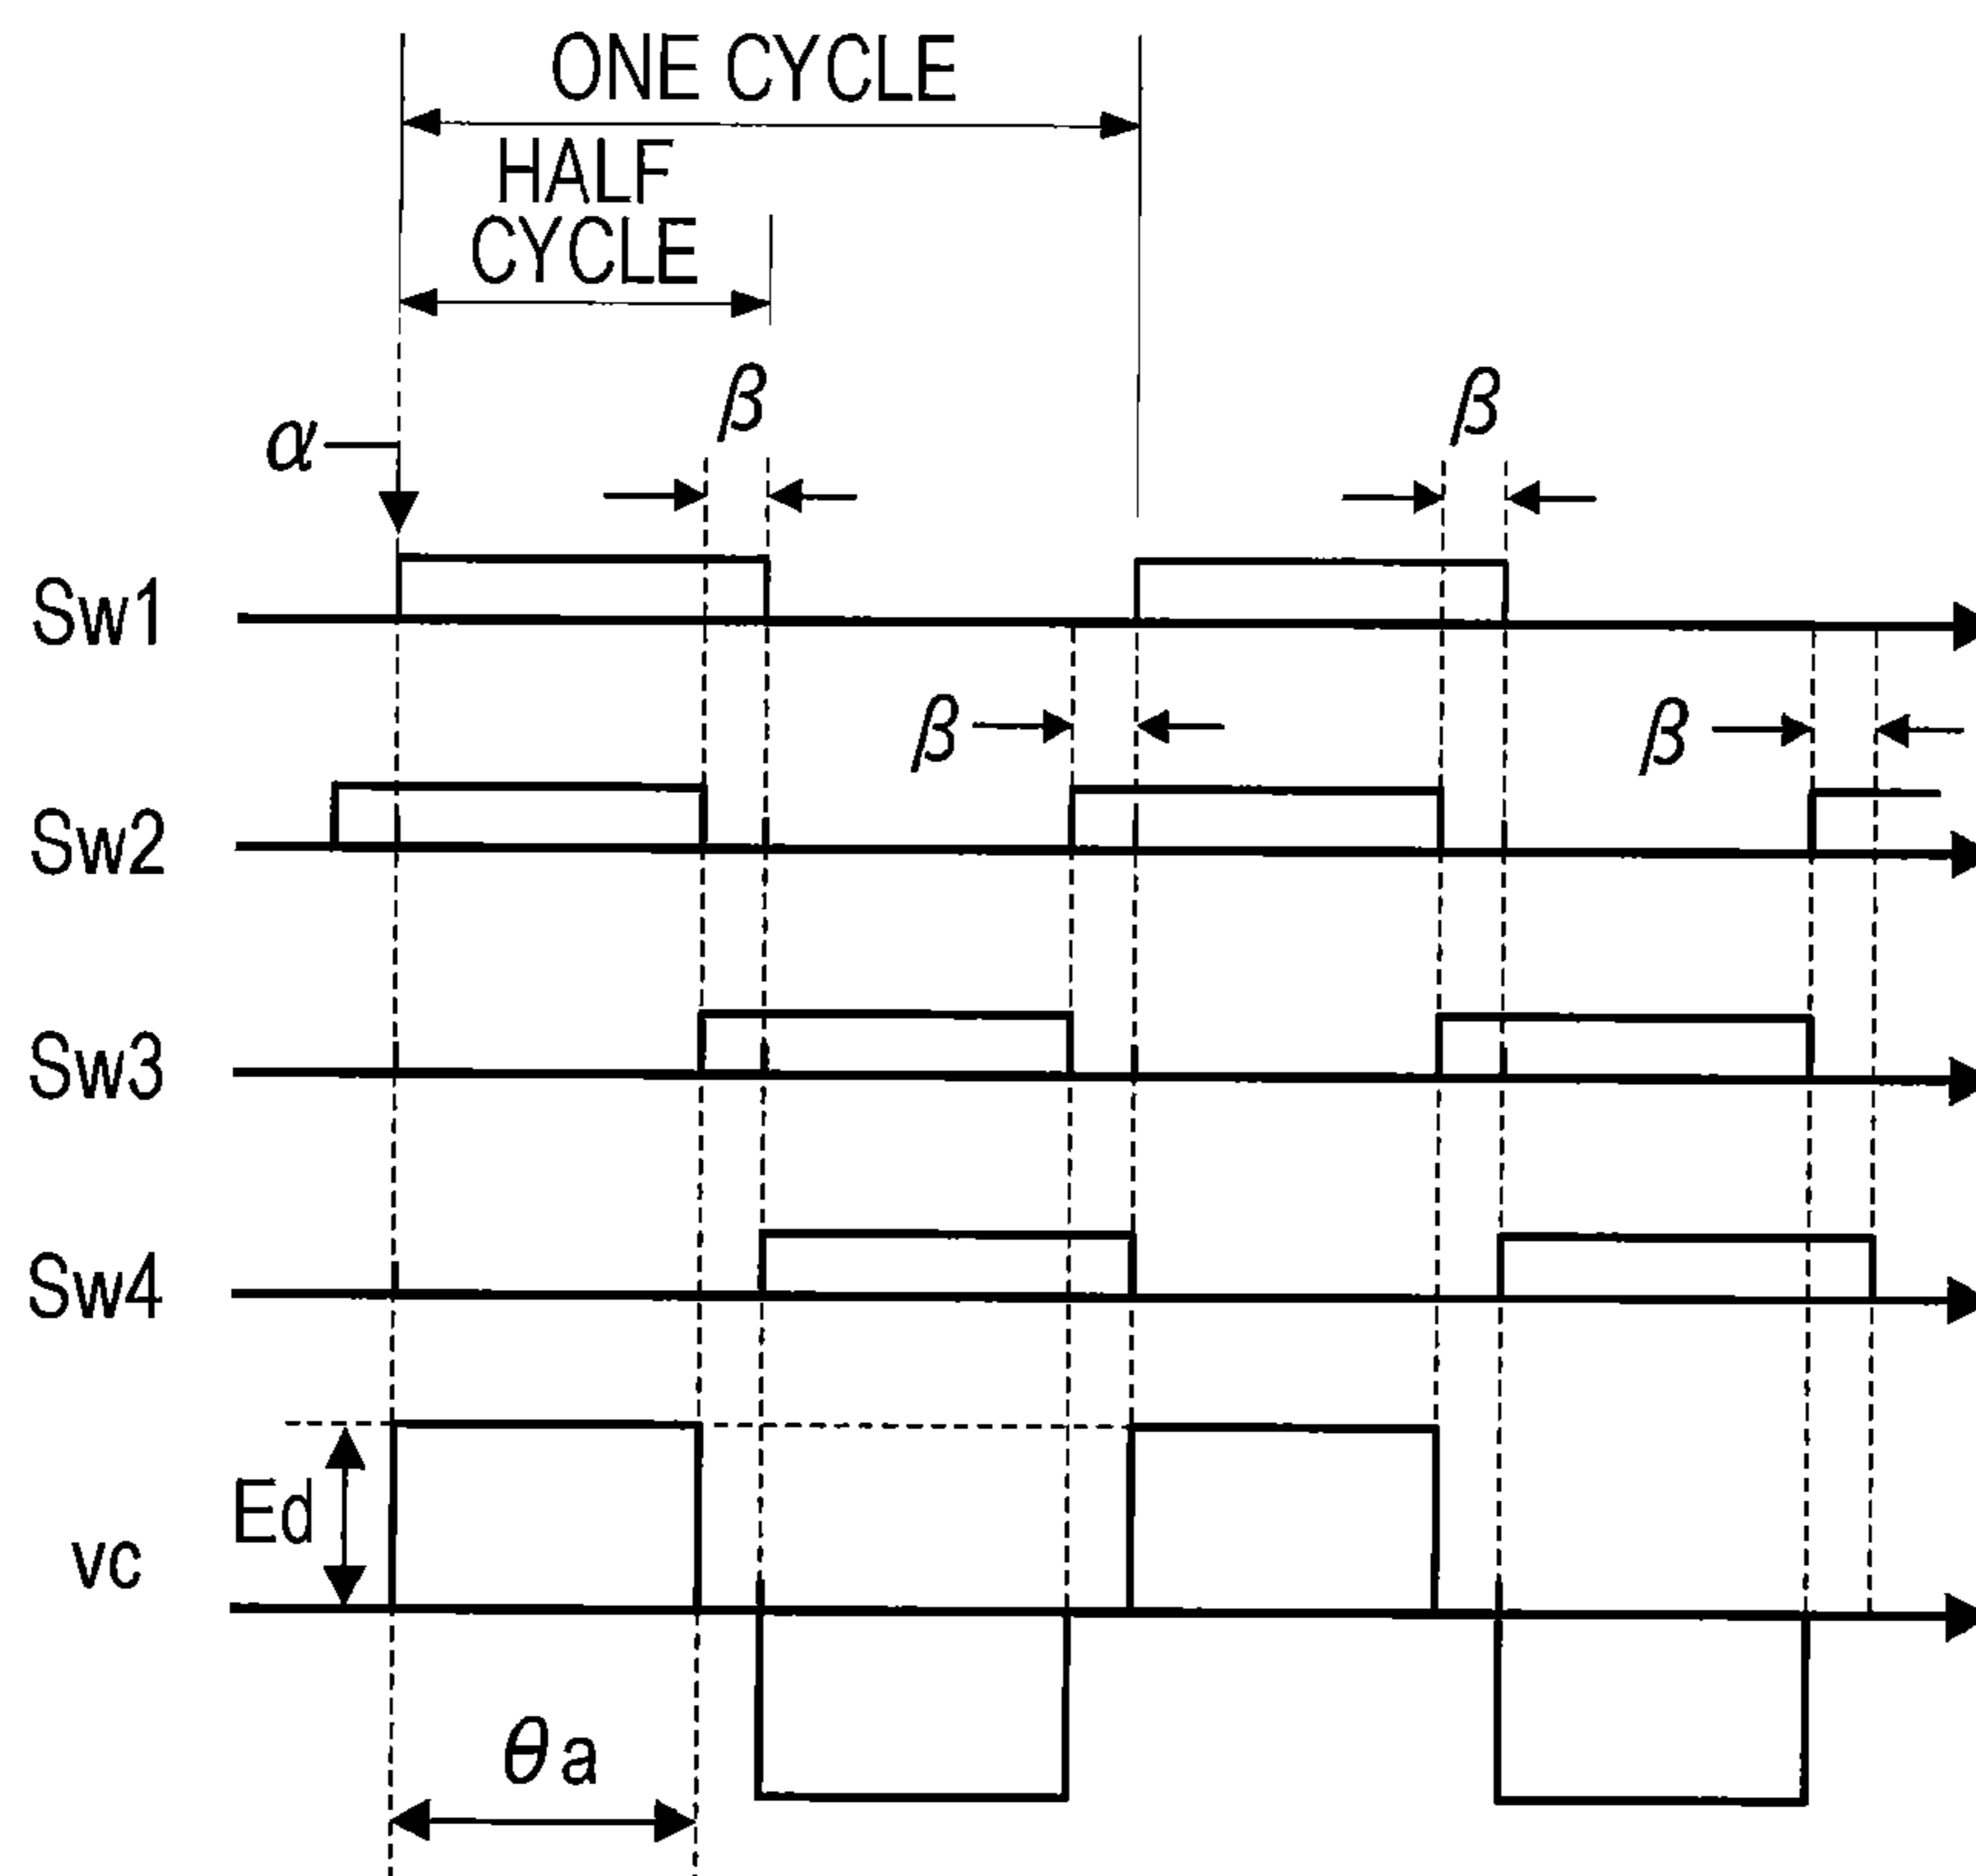 ONE CYCLE
HALF
CYCLE
β
β
α
Sw1
β
β
Sw2
Sw3
Sw4
Ed
vc
θa